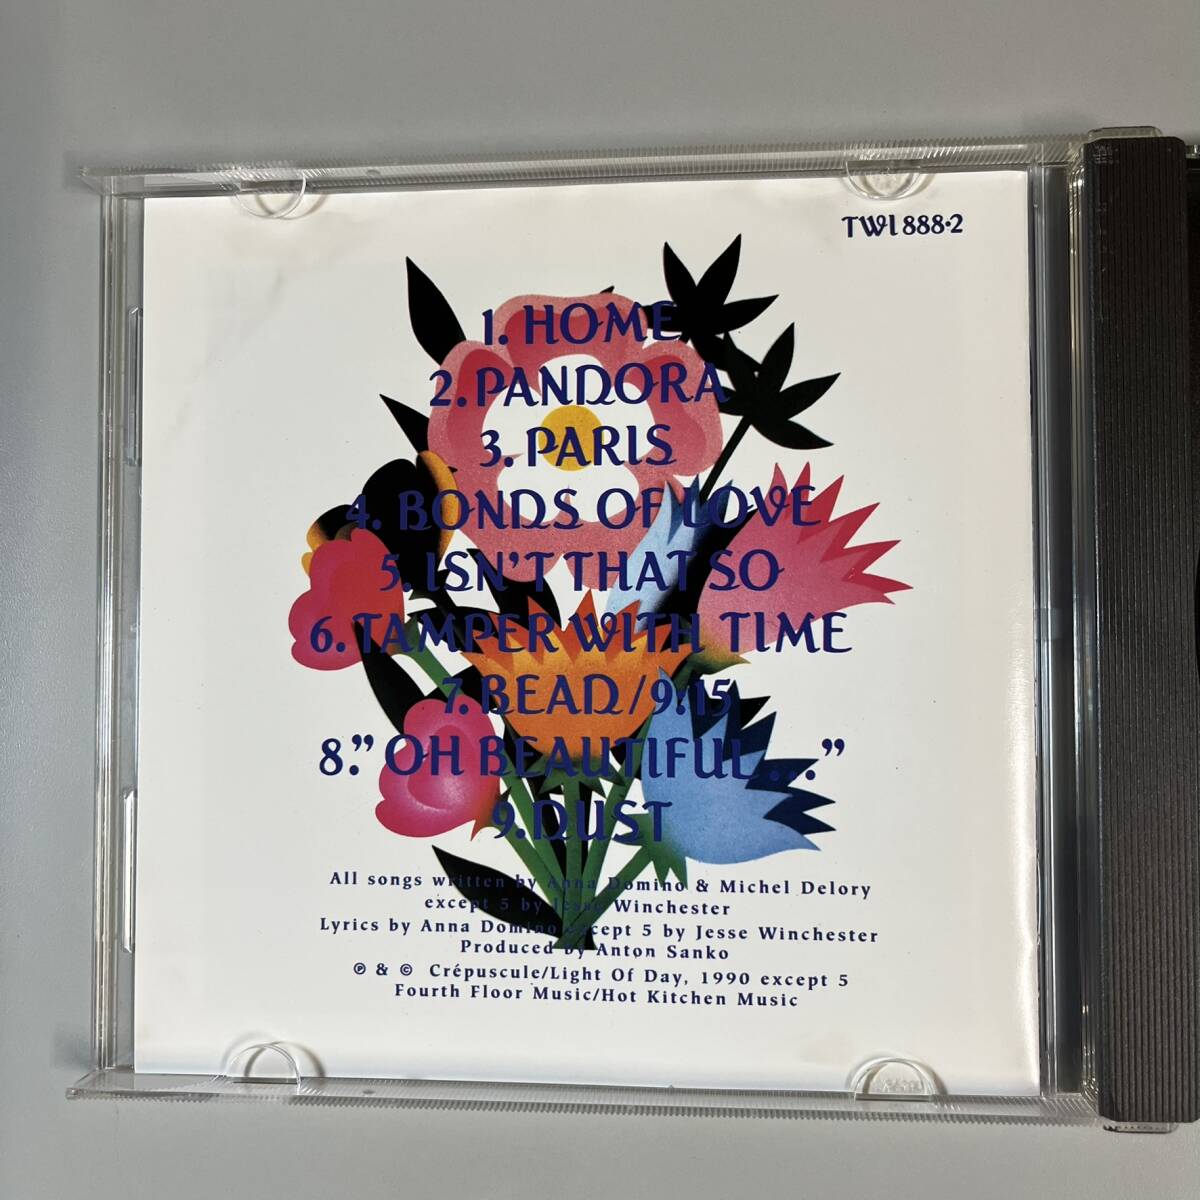 TWI 888·2
1. HOME
2. PANDORA
3. PARIS
4. BONDS OF LOVE
5. ISN'T THAT SO
6. TAMPER WITH TIME
7. BEAD/9:15
8." OH BEAUTIFUL..."
9. DUST
All songs written by Anna Domino & Michel Delory
except 5 by Jesse Winchester
Lyrics by Anna Domino except 5 by Jesse Winchester
Produced by Anton Sanko
℗ & © Crépuscule/Light Of Day, 1990 except 5
Fourth Floor Music/Hot Kitchen Music